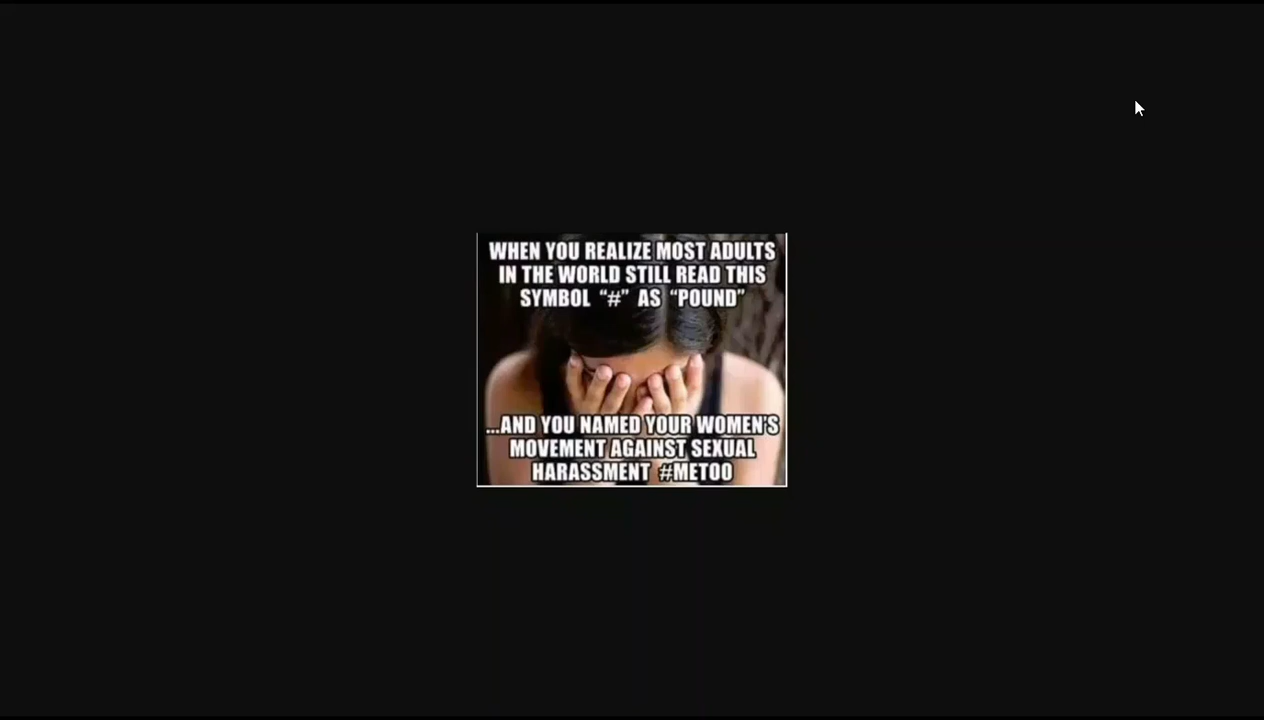 WHEN YOU REALIZE MOST ADULTS
IN THE WORLD STILL READ THIS
SYMBOL "#" AS "POUND"
...AND YOU NAMED YOUR WOMEN'S
MOVEMENT AGAINST SEXUAL
HARASSMENT #METOO